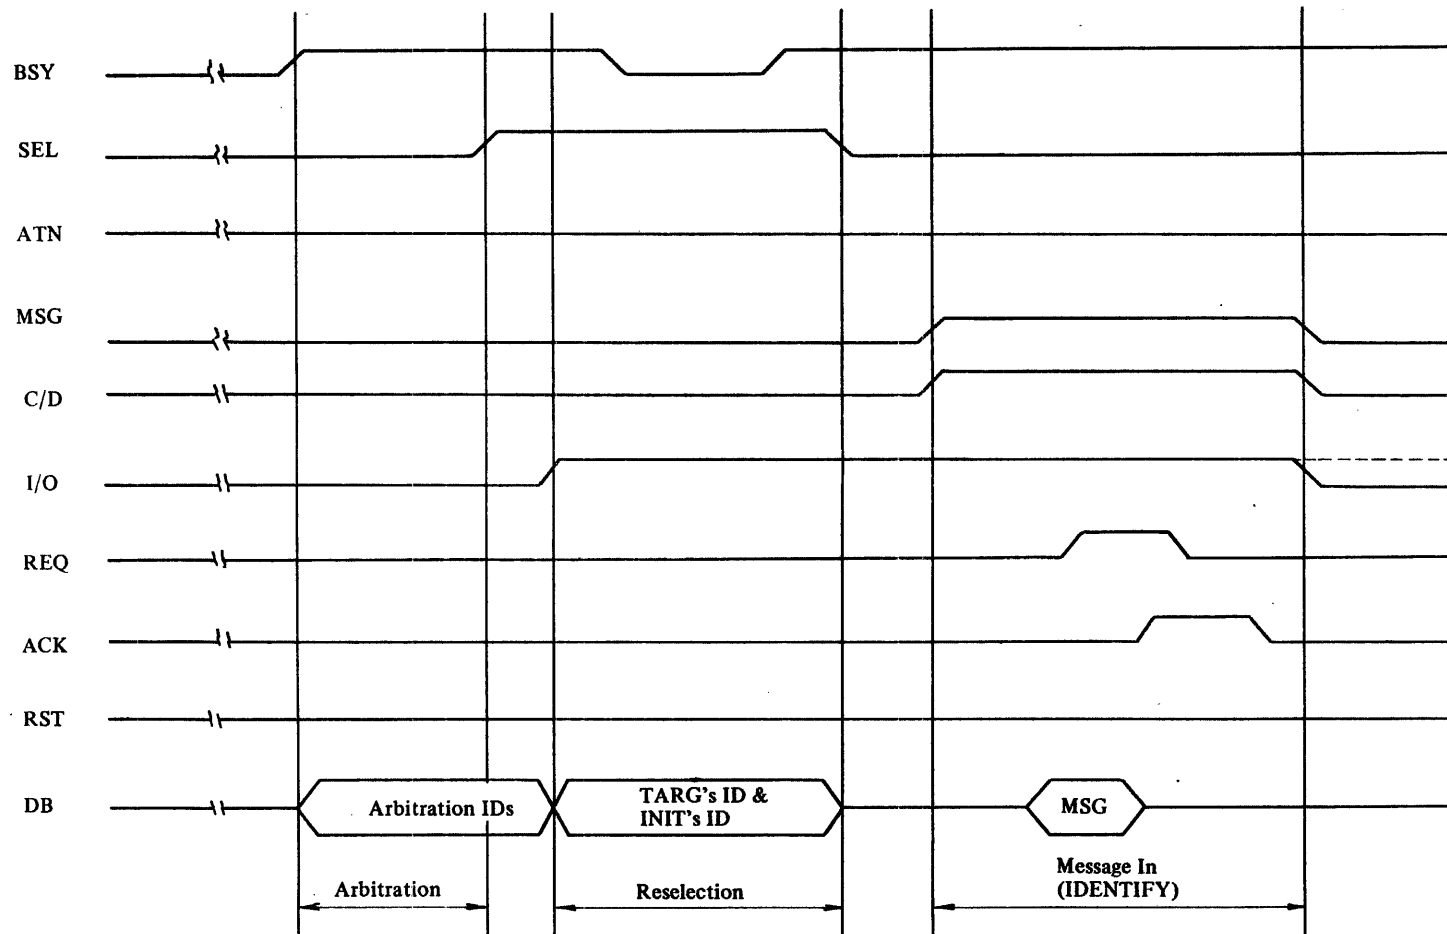 BSY
SEL
ATN
MSG
C/D
I/O
REQ
ACK
RST
DB
Arbitration IDs
TARG's ID &
INIT's ID
MSG
Arbitration
Reselection
Message In
(IDENTIFY)